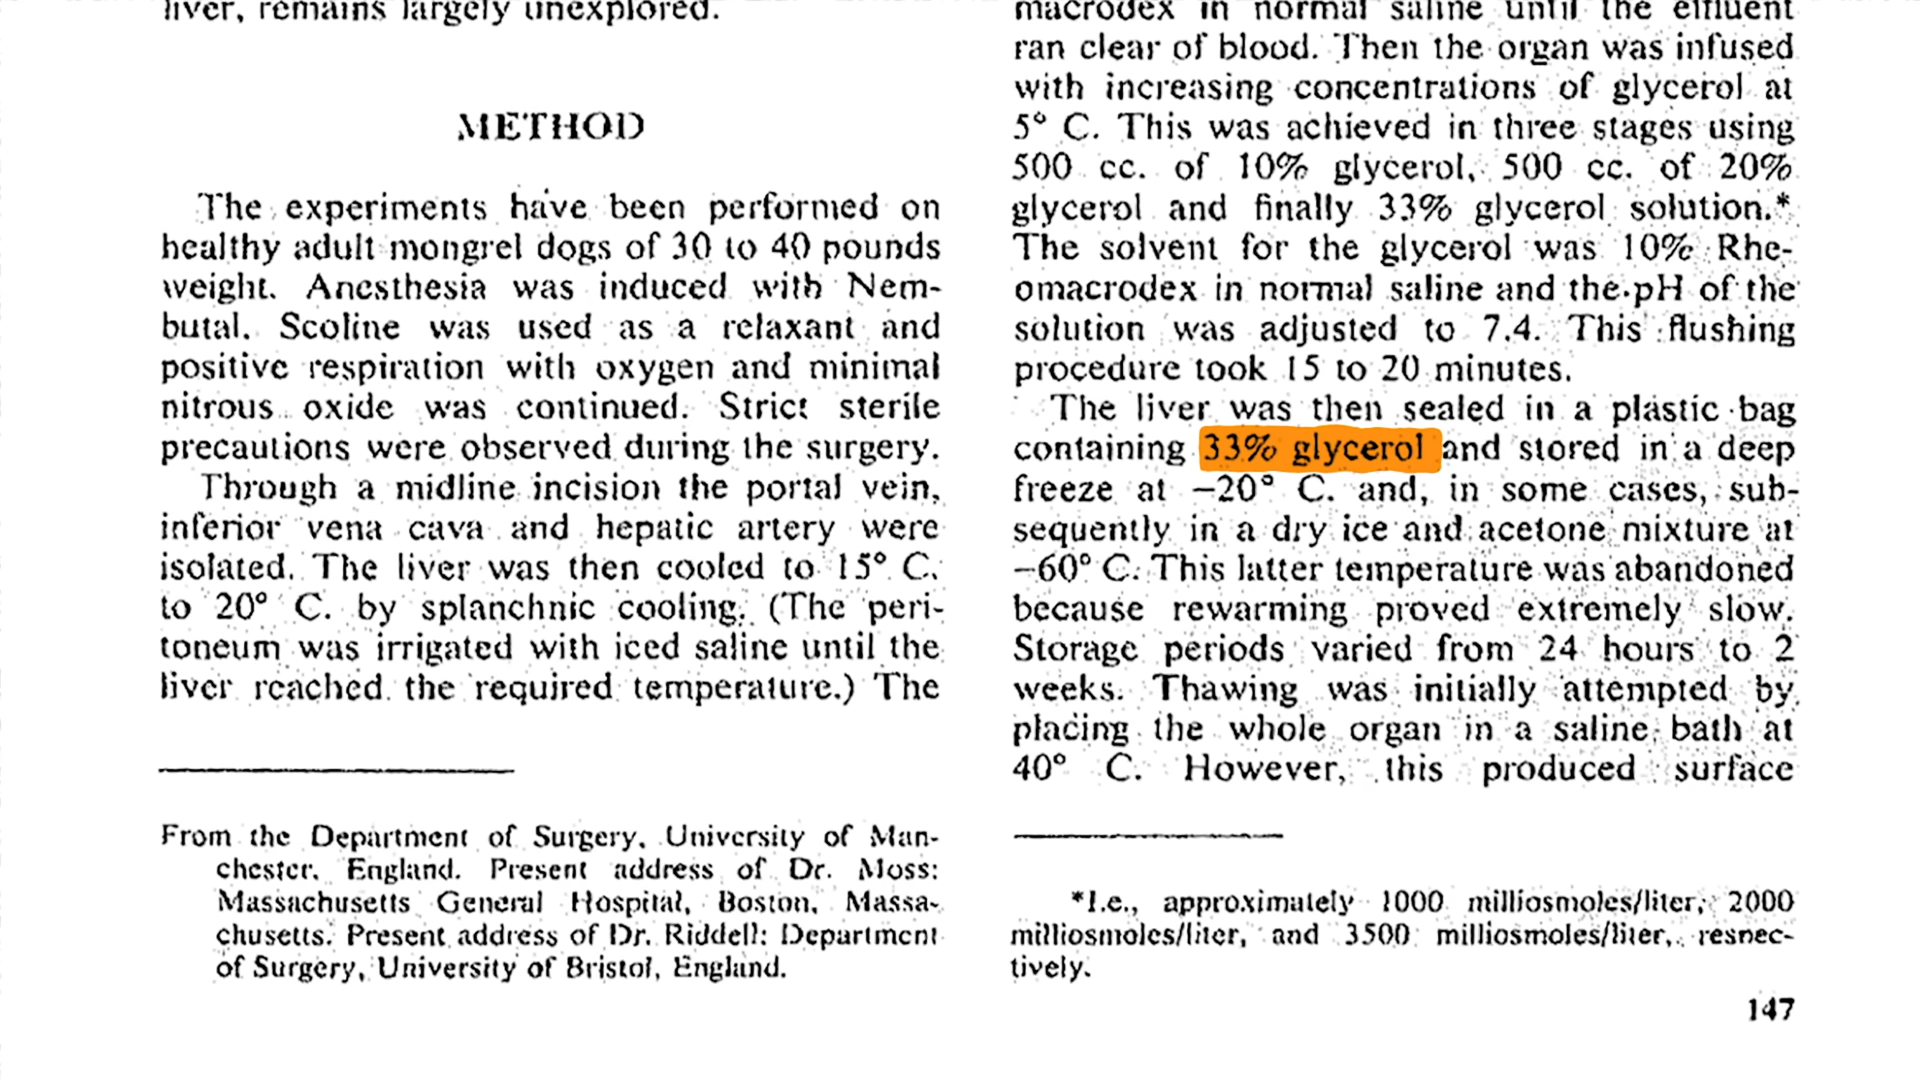 liver, remains largely unexplored.
METHOD
The experiments have been performed on
healthy adult mongrel dogs of 30 to 40 pounds
weight. Anesthesia was induced with Nem-
butal. Scoline was used as a relaxant and
positive respiration with oxygen and minimal
nitrous oxide was continued. Strict sterile
precautions were observed during the surgery.
Through a midline incision the portal vein,
inferior vena cava and hepatic artery were
isolated. The liver was then cooled to 15° C.
to 20° C. by splanchnic cooling. (The peri-
toneum was irrigated with iced saline until the
liver reached the required temperature.) The
From the Department of Surgery, University of Man-
chester, England. Present address of Dr. Moss:
Massachusetts General Hospital, Boston, Massa-
chusetts. Present address of Dr. Riddell: Department
of Surgery, University of Bristol, England.
macrodex in normal saline until the effluent
ran clear of blood. Then the organ was infused
with increasing concentrations of glycerol at
5° C. This was achieved in three stages using
500 cc. of 10% glycerol, 500 cc. of 20%
glycerol and finally 33% glycerol solution.*
The solvent for the glycerol was 10% Rhe-
omacrodex in normal saline and the pH of the
solution was adjusted to 7.4. This flushing
procedure took 15 to 20 minutes.
The liver was then sealed in a plastic bag
containing 33% glycerol and stored in a deep
freeze at −20° C. and, in some cases, sub-
sequently in a dry ice and acetone mixture at
−60° C. This latter temperature was abandoned
because rewarming proved extremely slow.
Storage periods varied from 24 hours to 2
weeks. Thawing was initially attempted by
placing the whole organ in a saline bath at
40° C. However, this produced surface
*I.e., approximately 1000 milliosmoles/liter, 2000
milliosmoles/liter, and 3500 milliosmoles/liter, respec-
tively.
147